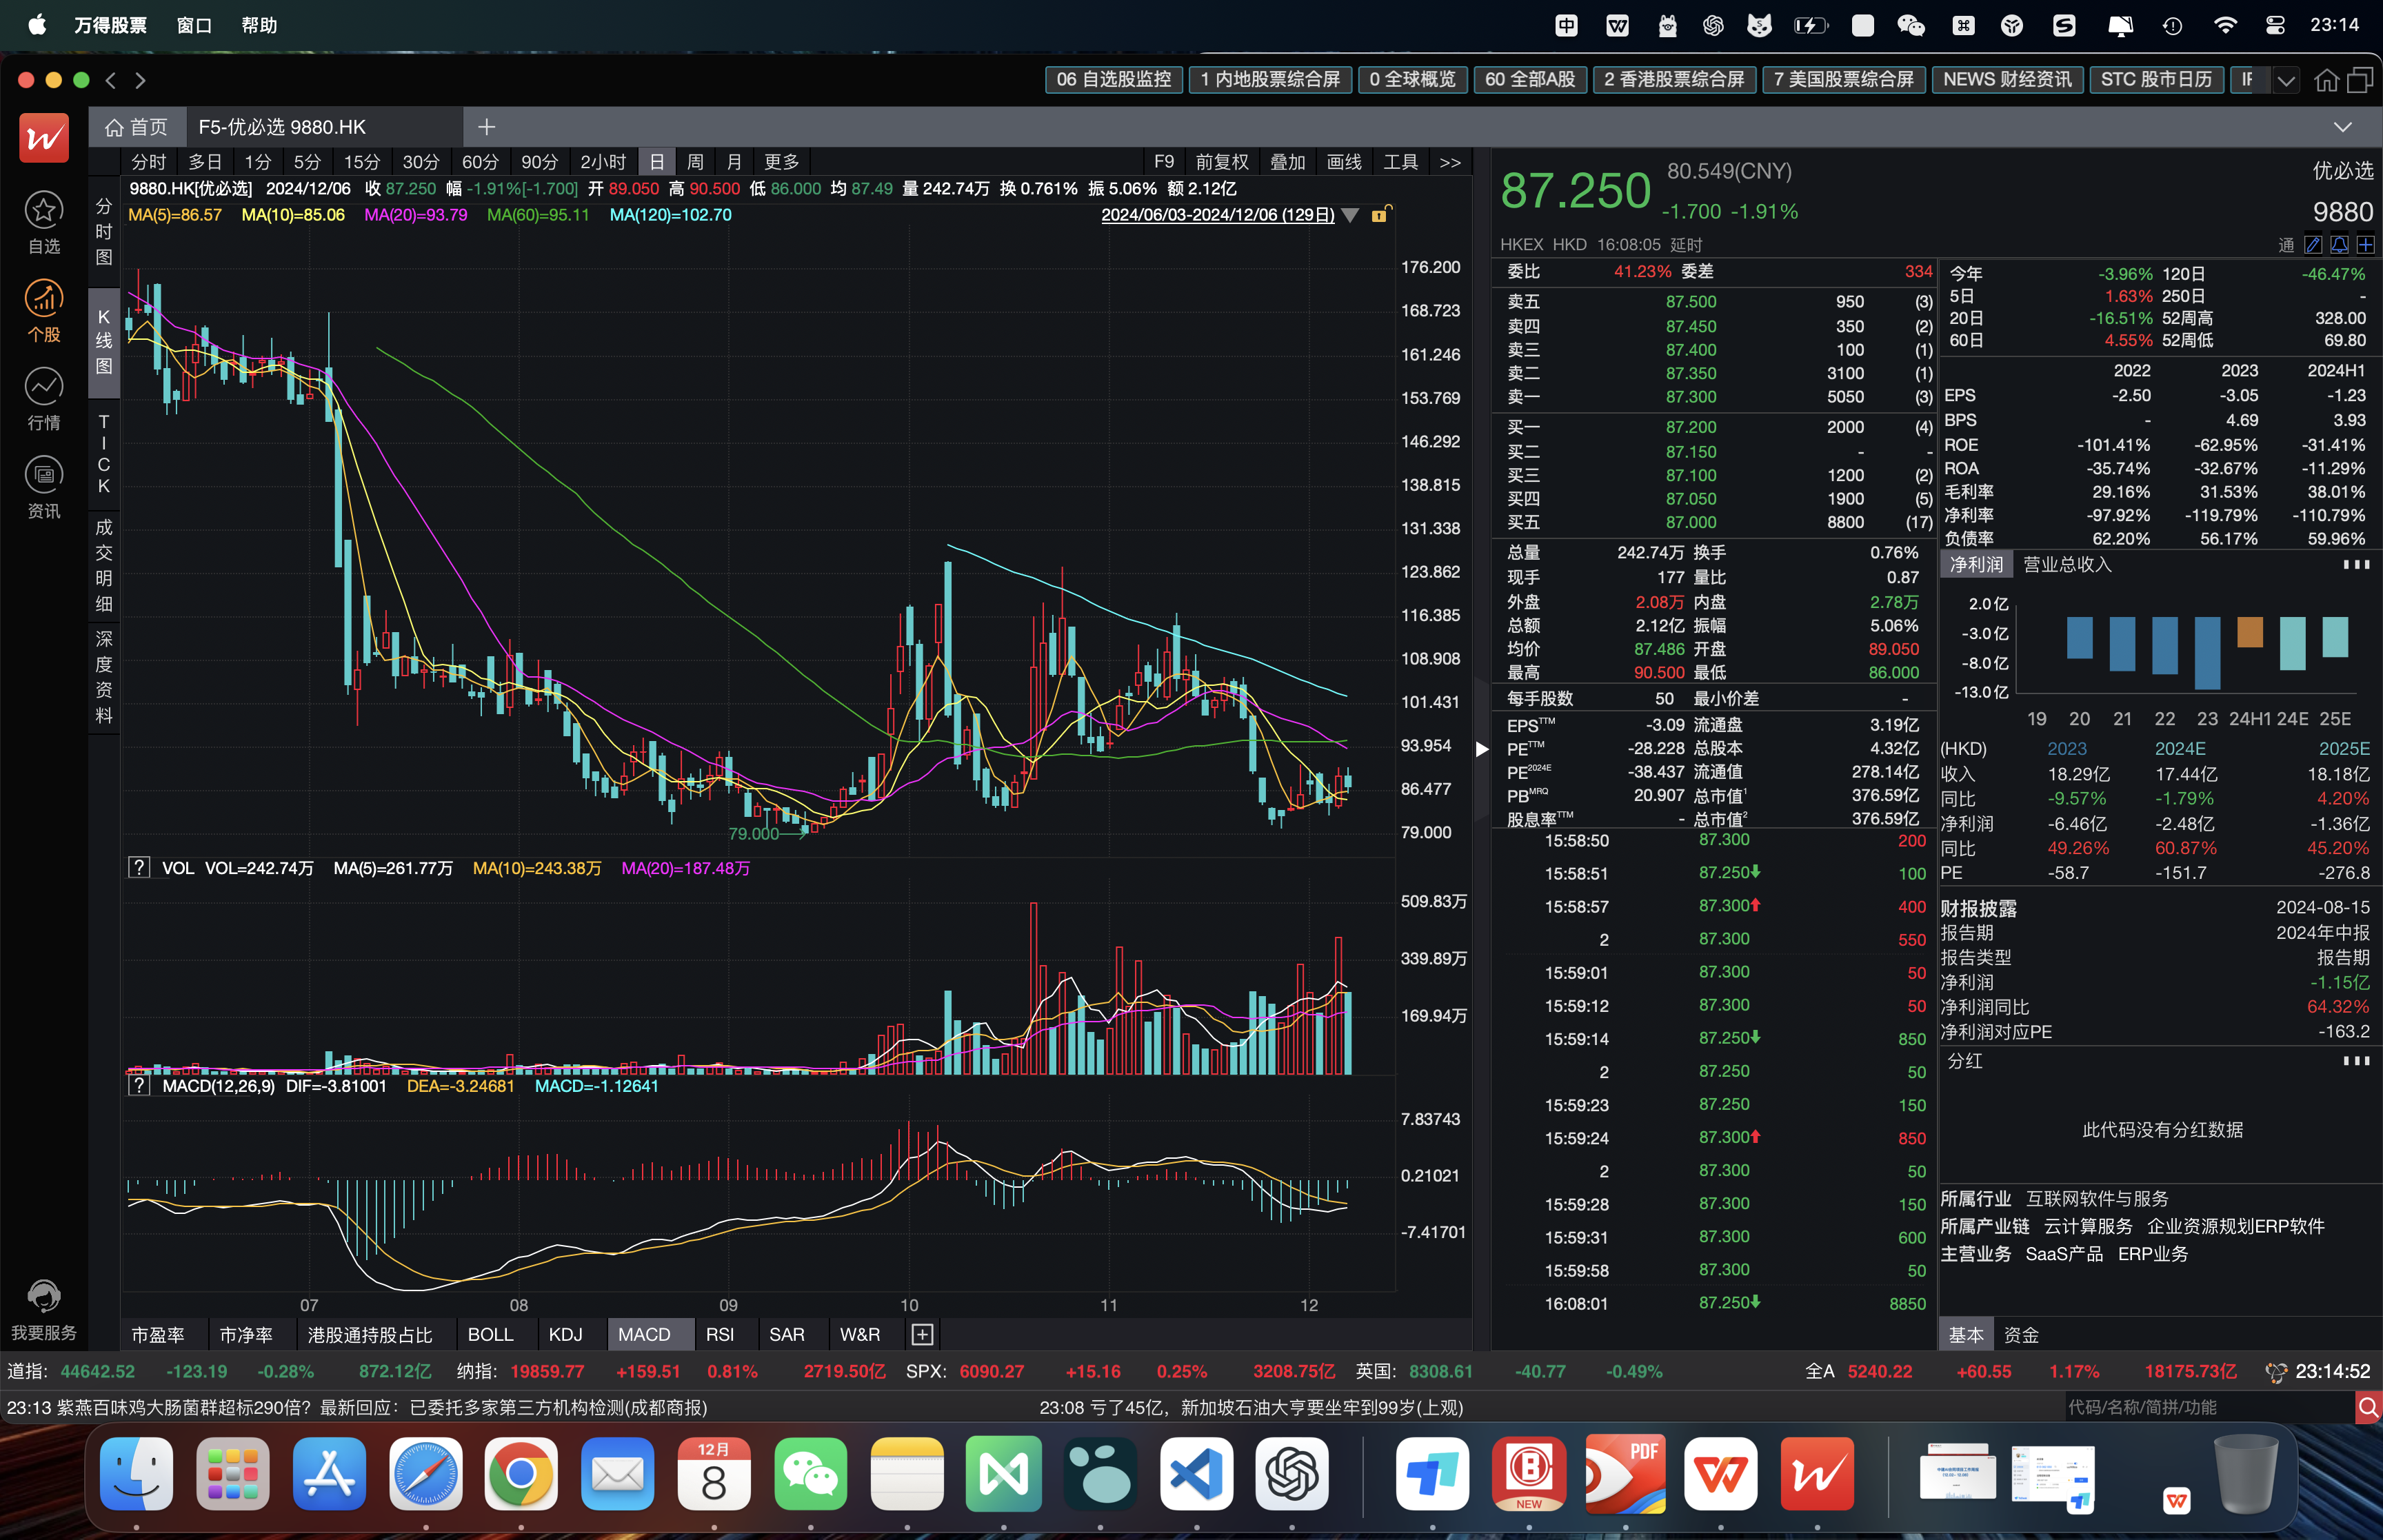 万得股票 窗口 帮助 23:14
06 自选股监控 1 内地股票综合屏 0 全球概览 60 全部A股 2 香港股票综合屏 7 美国股票综合屏 NEWS 财经资讯 STC 股市日历
首页 F5-优必选 9880.HK
自选
个股
行情
资讯
我要服务
分时 多日 1分 5分 15分 30分 60分 90分 2小时 日 周 月 更多 F9 前复权 叠加 画线 工具 >>
分时图
K线图
TICK
成交明细
深度资料
9880.HK[优必选] 2024/12/06 收 87.250 幅 -1.91%[-1.700] 开 89.050 高 90.500 低 86.000 均 87.49 量 242.74万 换 0.761% 振 5.06% 额 2.12亿
MA(5)=86.57 MA(10)=85.06 MA(20)=93.79 MA(60)=95.11 MA(120)=102.70 2024/06/03-2024/12/06 (129日)
176.200
168.723
161.246
153.769
146.292
138.815
131.338
123.862
116.385
108.908
101.431
93.954
86.477
79.000
79.000
? VOL VOL=242.74万 MA(5)=261.77万 MA(10)=243.38万 MA(20)=187.48万
509.83万
339.89万
169.94万
? MACD(12,26,9) DIF=-3.81001 DEA=-3.24681 MACD=-1.12641
7.83743
0.21021
-7.41701
07 08 09 10 11 12
市盈率 市净率 港股通持股占比 BOLL KDJ MACD RSI SAR W&R
87.250 80.549(CNY) 优必选
-1.700 -1.91% 9880
HKEX HKD 16:08:05 延时 通
委比 41.23% 委差 334
卖五 87.500 950 (3)
卖四 87.450 350 (2)
卖三 87.400 100 (1)
卖二 87.350 3100 (1)
卖一 87.300 5050 (3)
买一 87.200 2000 (4)
买二 87.150 - -
买三 87.100 1200 (2)
买四 87.050 1900 (5)
买五 87.000 8800 (17)
总量 242.74万 换手 0.76%
现手 177 量比 0.87
外盘 2.08万 内盘 2.78万
总额 2.12亿 振幅 5.06%
均价 87.486 开盘 89.050
最高 90.500 最低 86.000
每手股数 50 最小价差 -
EPSTTM -3.09 流通盘 3.19亿
PETTM -28.228 总股本 4.32亿
PE2024E -38.437 流通值 278.14亿
PBMRQ 20.907 总市值1 376.59亿
股息率TTM - 总市值2 376.59亿
15:58:50 87.300 200
15:58:51 87.250 100
15:58:57 87.300 400
2 87.300 550
15:59:01 87.300 50
15:59:12 87.300 50
15:59:14 87.250 850
2 87.250 50
15:59:23 87.250 150
15:59:24 87.300 850
2 87.300 50
15:59:28 87.300 150
15:59:31 87.300 600
15:59:58 87.300 50
16:08:01 87.250 8850
今年 -3.96% 120日 -46.47%
5日 1.63% 250日 -
20日 -16.51% 52周高 328.00
60日 4.55% 52周低 69.80
2022 2023 2024H1
EPS -2.50 -3.05 -1.23
BPS - 4.69 3.93
ROE -101.41% -62.95% -31.41%
ROA -35.74% -32.67% -11.29%
毛利率 29.16% 31.53% 38.01%
净利率 -97.92% -119.79% -110.79%
负债率 62.20% 56.17% 59.96%
净利润 营业总收入
2.0亿
-3.0亿
-8.0亿
-13.0亿
19 20 21 22 23 24H1 24E 25E
(HKD) 2023 2024E 2025E
收入 18.29亿 17.44亿 18.18亿
同比 -9.57% -1.79% 4.20%
净利润 -6.46亿 -2.48亿 -1.36亿
同比 49.26% 60.87% 45.20%
PE -58.7 -151.7 -276.8
财报披露 2024-08-15
报告期 2024年中报
报告类型 报告期
净利润 -1.15亿
净利润同比 64.32%
净利润对应PE -163.2
分红
此代码没有分红数据
所属行业 互联网软件与服务
所属产业链 云计算服务 企业资源规划ERP软件
主营业务 SaaS产品 ERP业务
基本 资金
道指: 44642.52 -123.19 -0.28% 872.12亿 纳指: 19859.77 +159.51 0.81% 2719.50亿 SPX: 6090.27 +15.16 0.25% 3208.75亿 英国: 8308.61 -40.77 -0.49% 全A 5240.22 +60.55 1.17% 18175.73亿 23:14:52
23:13 紫燕百味鸡大肠菌群超标290倍？最新回应：已委托多家第三方机构检测(成都商报) 23:08 亏了45亿，新加坡石油大亨要坐牢到99岁(上观) 代码/名称/简拼/功能
12月
8
NEW
PDF